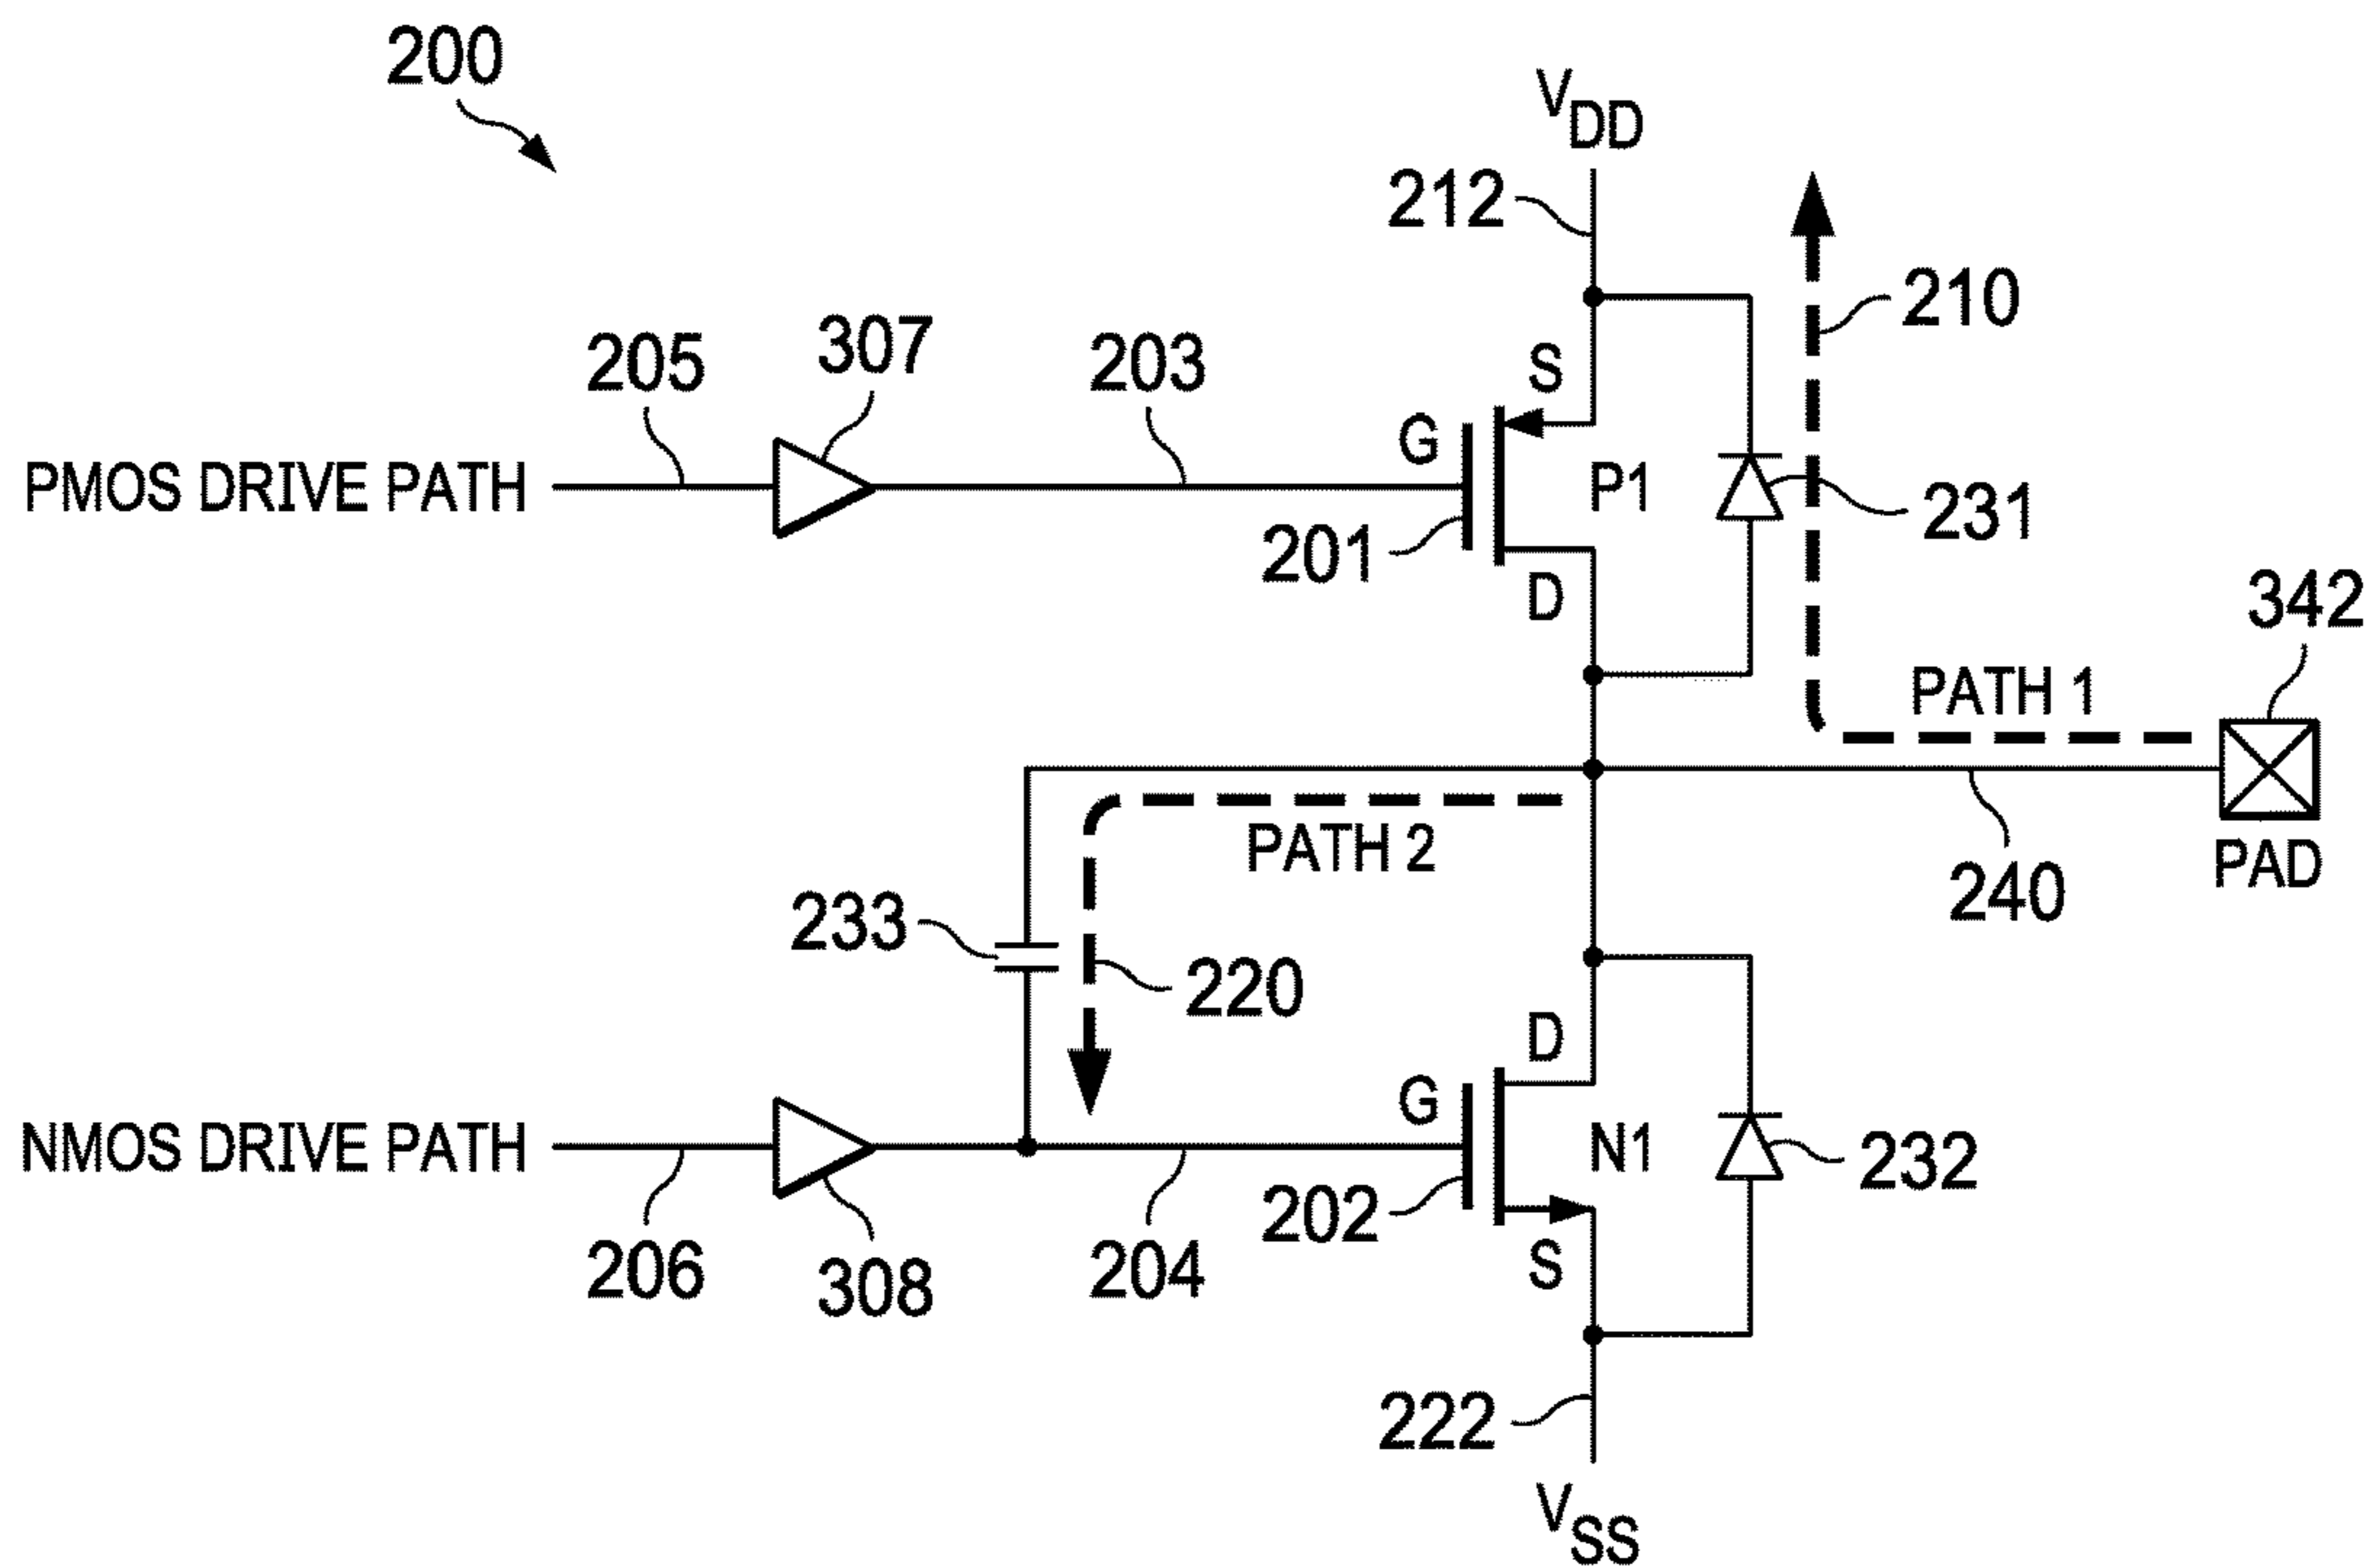 200
V
DD
212
210
205
307
203
S
G
PMOS DRIVE PATH
P1
231
201
D
342
PATH 1
PATH 2
PAD
240
233
220
D
G
NMOS DRIVE PATH
N1
232
202
206
308
204
S
222
V
SS